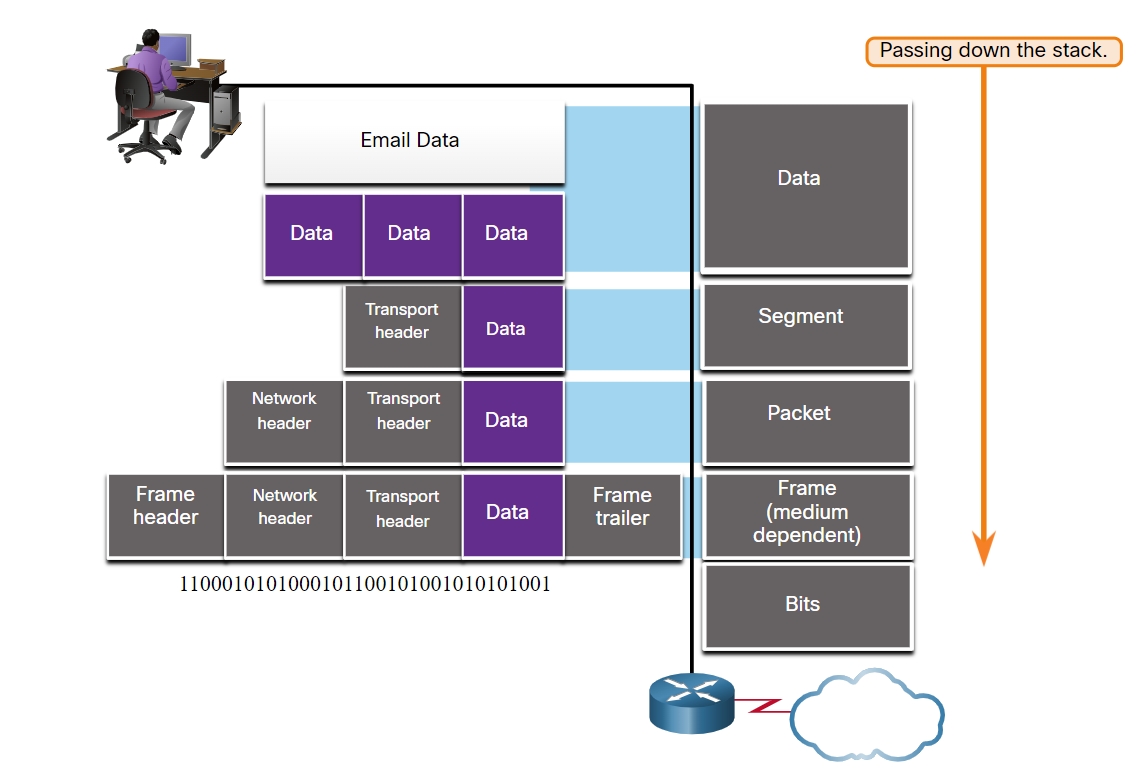 Passing down the stack.
Email Data
Data
Data
Data
Data
Transport
header
Data
Segment
Network
header
Transport
header
Data
Packet
Frame
header
Network
header
Transport
header
Data
Frame
trailer
Frame
(medium
dependent)
1100010101000101100101001010101001
Bits